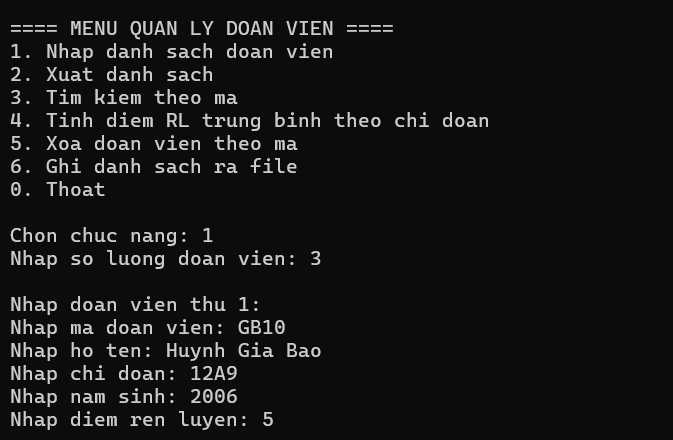 ==== MENU QUAN LY DOAN VIEN ====
1. Nhap danh sach doan vien
2. Xuat danh sach
3. Tim kiem theo ma
4. Tinh diem RL trung binh theo chi doan
5. Xoa doan vien theo ma
6. Ghi danh sach ra file
0. Thoat
Chon chuc nang: 1
Nhap so luong doan vien: 3
Nhap doan vien thu 1:
Nhap ma doan vien: GB10
Nhap ho ten: Huynh Gia Bao
Nhap chi doan: 12A9
Nhap nam sinh: 2006
Nhap diem ren luyen: 5